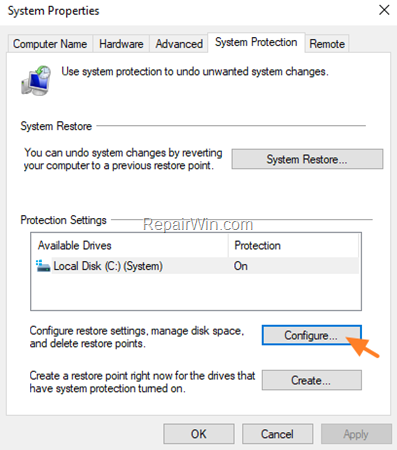 System Properties
Computer Name Hardware Advanced System Protection Remote
Use system protection to undo unwanted system changes.
System Restore
You can undo system changes by reverting
your computer to a previous restore point.
System Restore...
Protection Settings
RepairWin.com
Available Drives Protection
Local Disk (C:) (System) On
Configure restore settings, manage disk space,
and delete restore points.
Configure...
Create a restore point right now for the drives that
have system protection turned on.
Create...
OK Cancel Apply